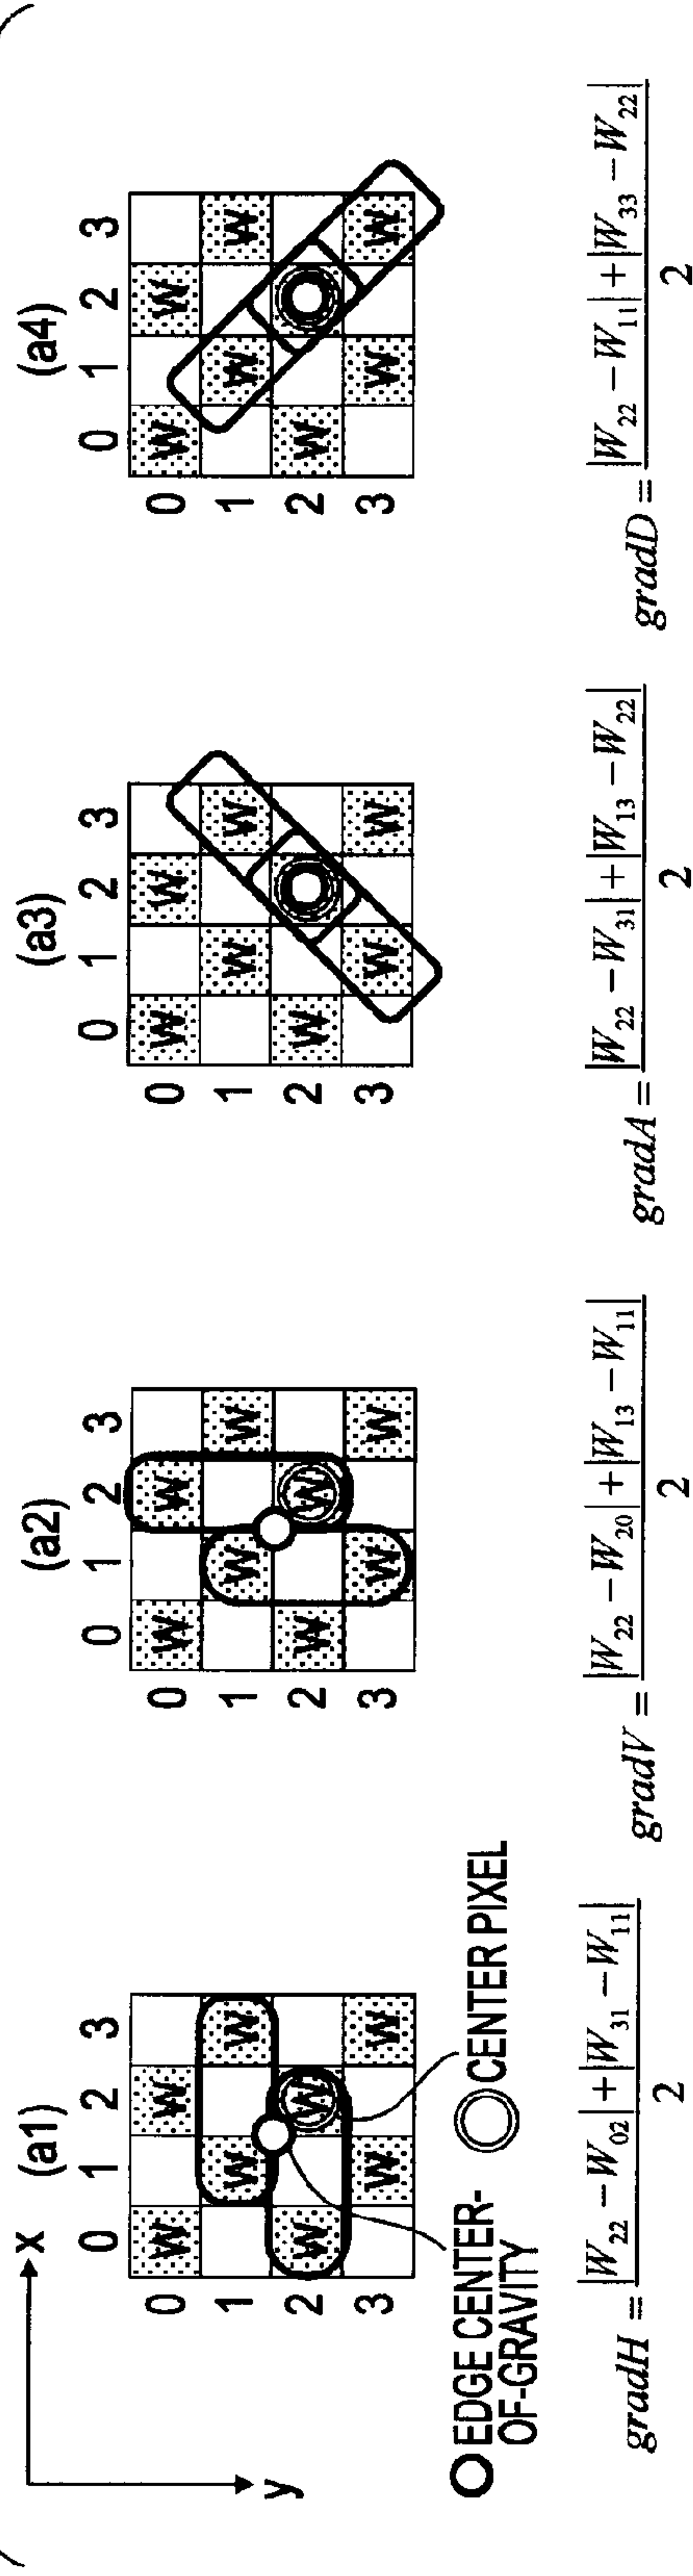 x
y
(a1)
0 1 2 3
0 W W
1 W W
2 W W
3 W W
(a2)
0 1 2 3
0 W W
1 W W
2 W W
3 W W
(a3)
0 1 2 3
0 W W
1 W W
2 W
3 W W
(a4)
0 1 2 3
0 W W
1 W W
2 W
3 W W
EDGE CENTER-
OF-GRAVITY
CENTER PIXEL
gradH = |W₂₂ − W₀₂| + |W₃₁ − W₁₁| / 2
gradV = |W₂₂ − W₂₀| + |W₁₃ − W₁₁| / 2
gradA = |W₂₂ − W₃₁| + |W₁₃ − W₂₂| / 2
gradD = |W₂₂ − W₁₁| + |W₃₃ − W₂₂| / 2